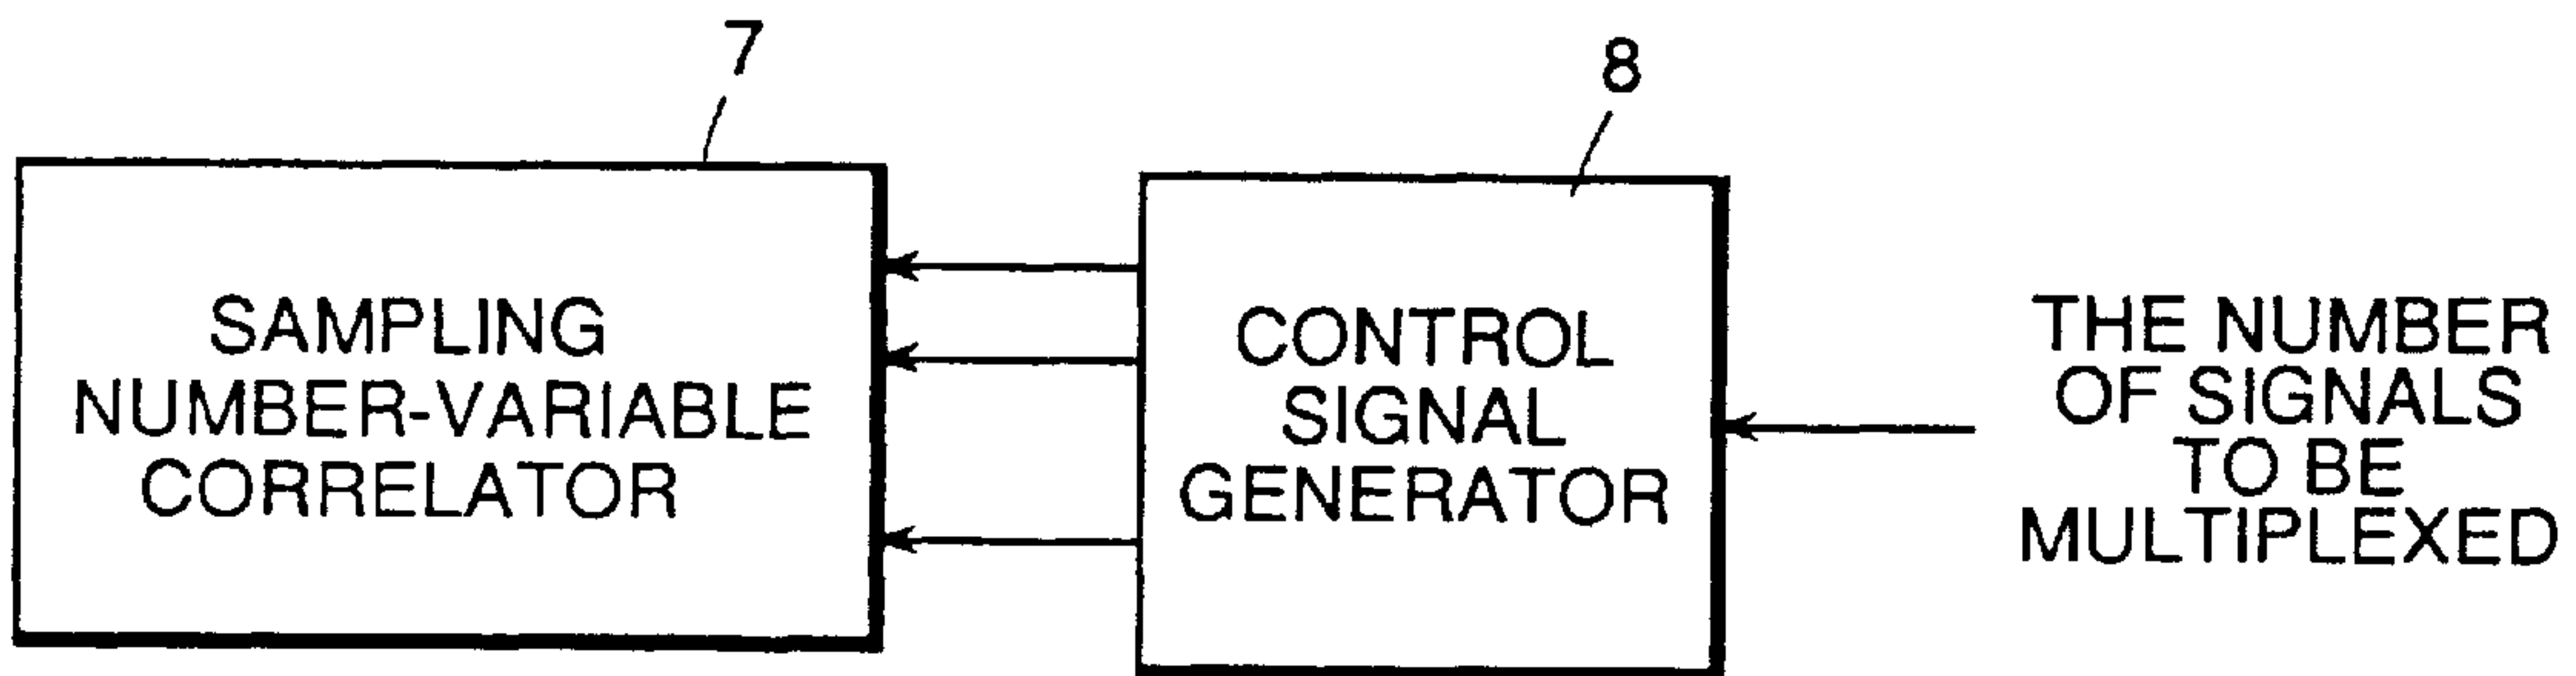 7
8
SAMPLING
NUMBER-VARIABLE
CORRELATOR
CONTROL
SIGNAL
GENERATOR
THE NUMBER
OF SIGNALS
TO BE
MULTIPLEXED